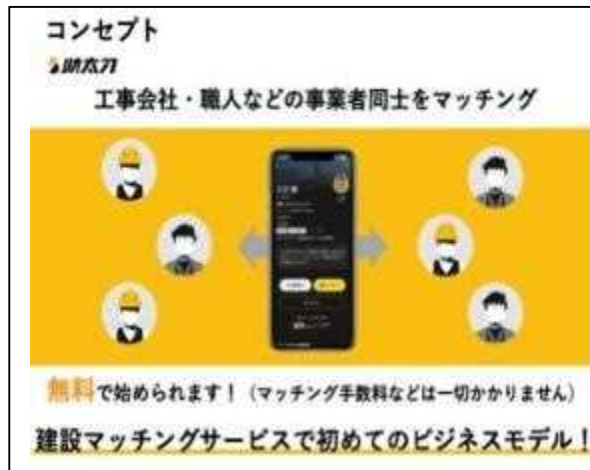 コンセプト
助太刀
工事会社・職人などの事業者同士をマッチング
無料で始められます！（マッチング手数料などは一切かかりません）
建設マッチングサービスで初めてのビジネスモデル！